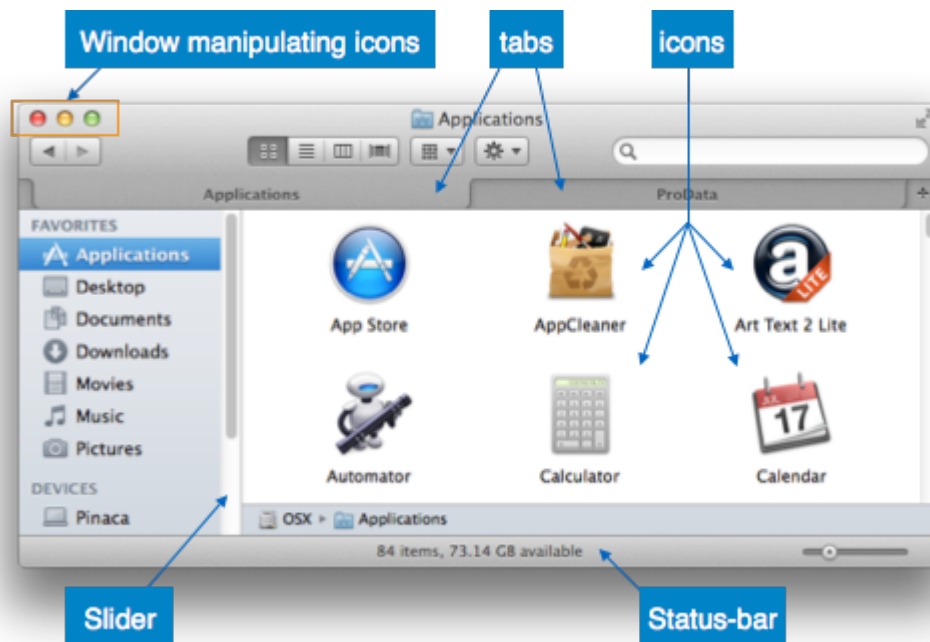 Window manipulating icons
tabs
icons
Applications
Applications
ProData
FAVORITES
Applications
Desktop
Documents
Downloads
Movies
Music
Pictures
DEVICES
Pinaca
App Store
AppCleaner
Art Text 2 Lite
a
LITE
Automator
Calculator
JUL
17
Calendar
OSX ▸ Applications
84 items, 73.14 GB available
Slider
Status-bar